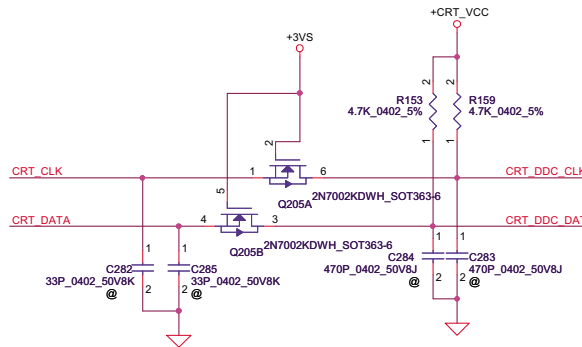 +CRT_VCC
+3VS
2 2
R153 R159
4.7K_0402_5% 4.7K_0402_5%
1 1
2
CRT_CLK 1 6 CRT_DDC_CLK
5 Q205A 2N7002KDWH_SOT363-6
CRT_DATA 4 3 CRT_DDC_DAT
Q205B 2N7002KDWH_SOT363-6
1 1 1 1
C282 C285 C284 C283
33P_0402_50V8K 33P_0402_50V8K 470P_0402_50V8J 470P_0402_50V8J
2 2 2 2
@ @ @ @